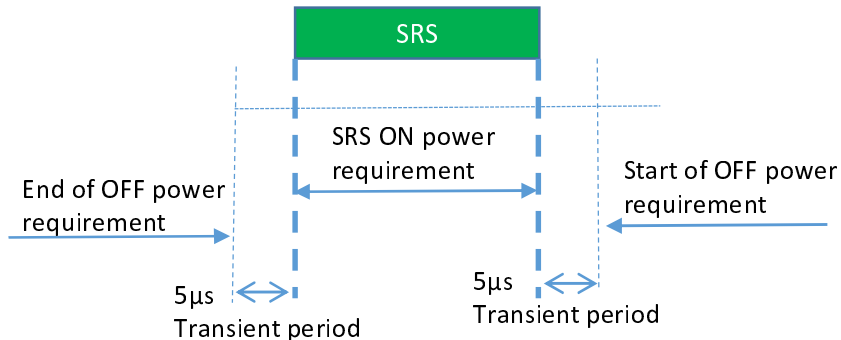 SRS
SRS ON power
requirement
End of OFF power
requirement
Start of OFF power
requirement
5µs
Transient period
5µs
Transient period